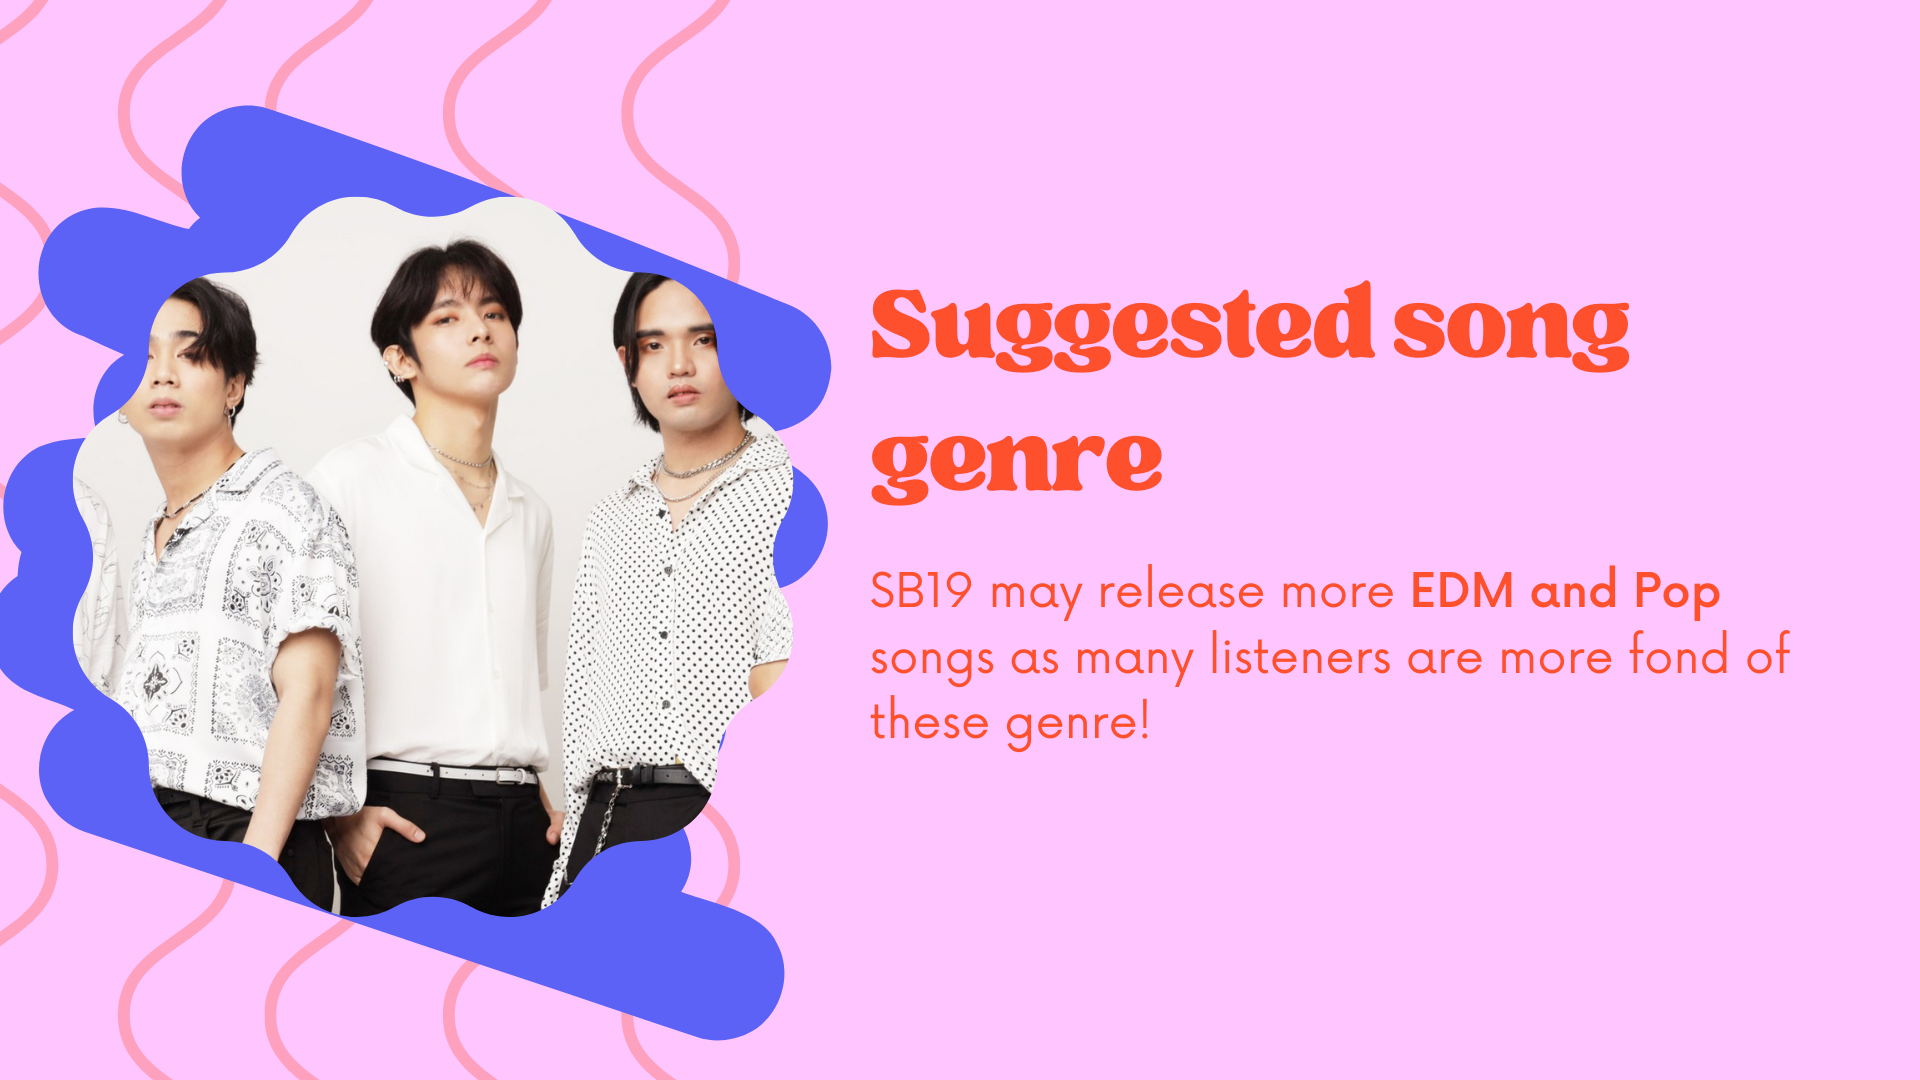 Suggested song
genre
SB19 may release more EDM and Pop
songs as many listeners are more fond of
these genre!